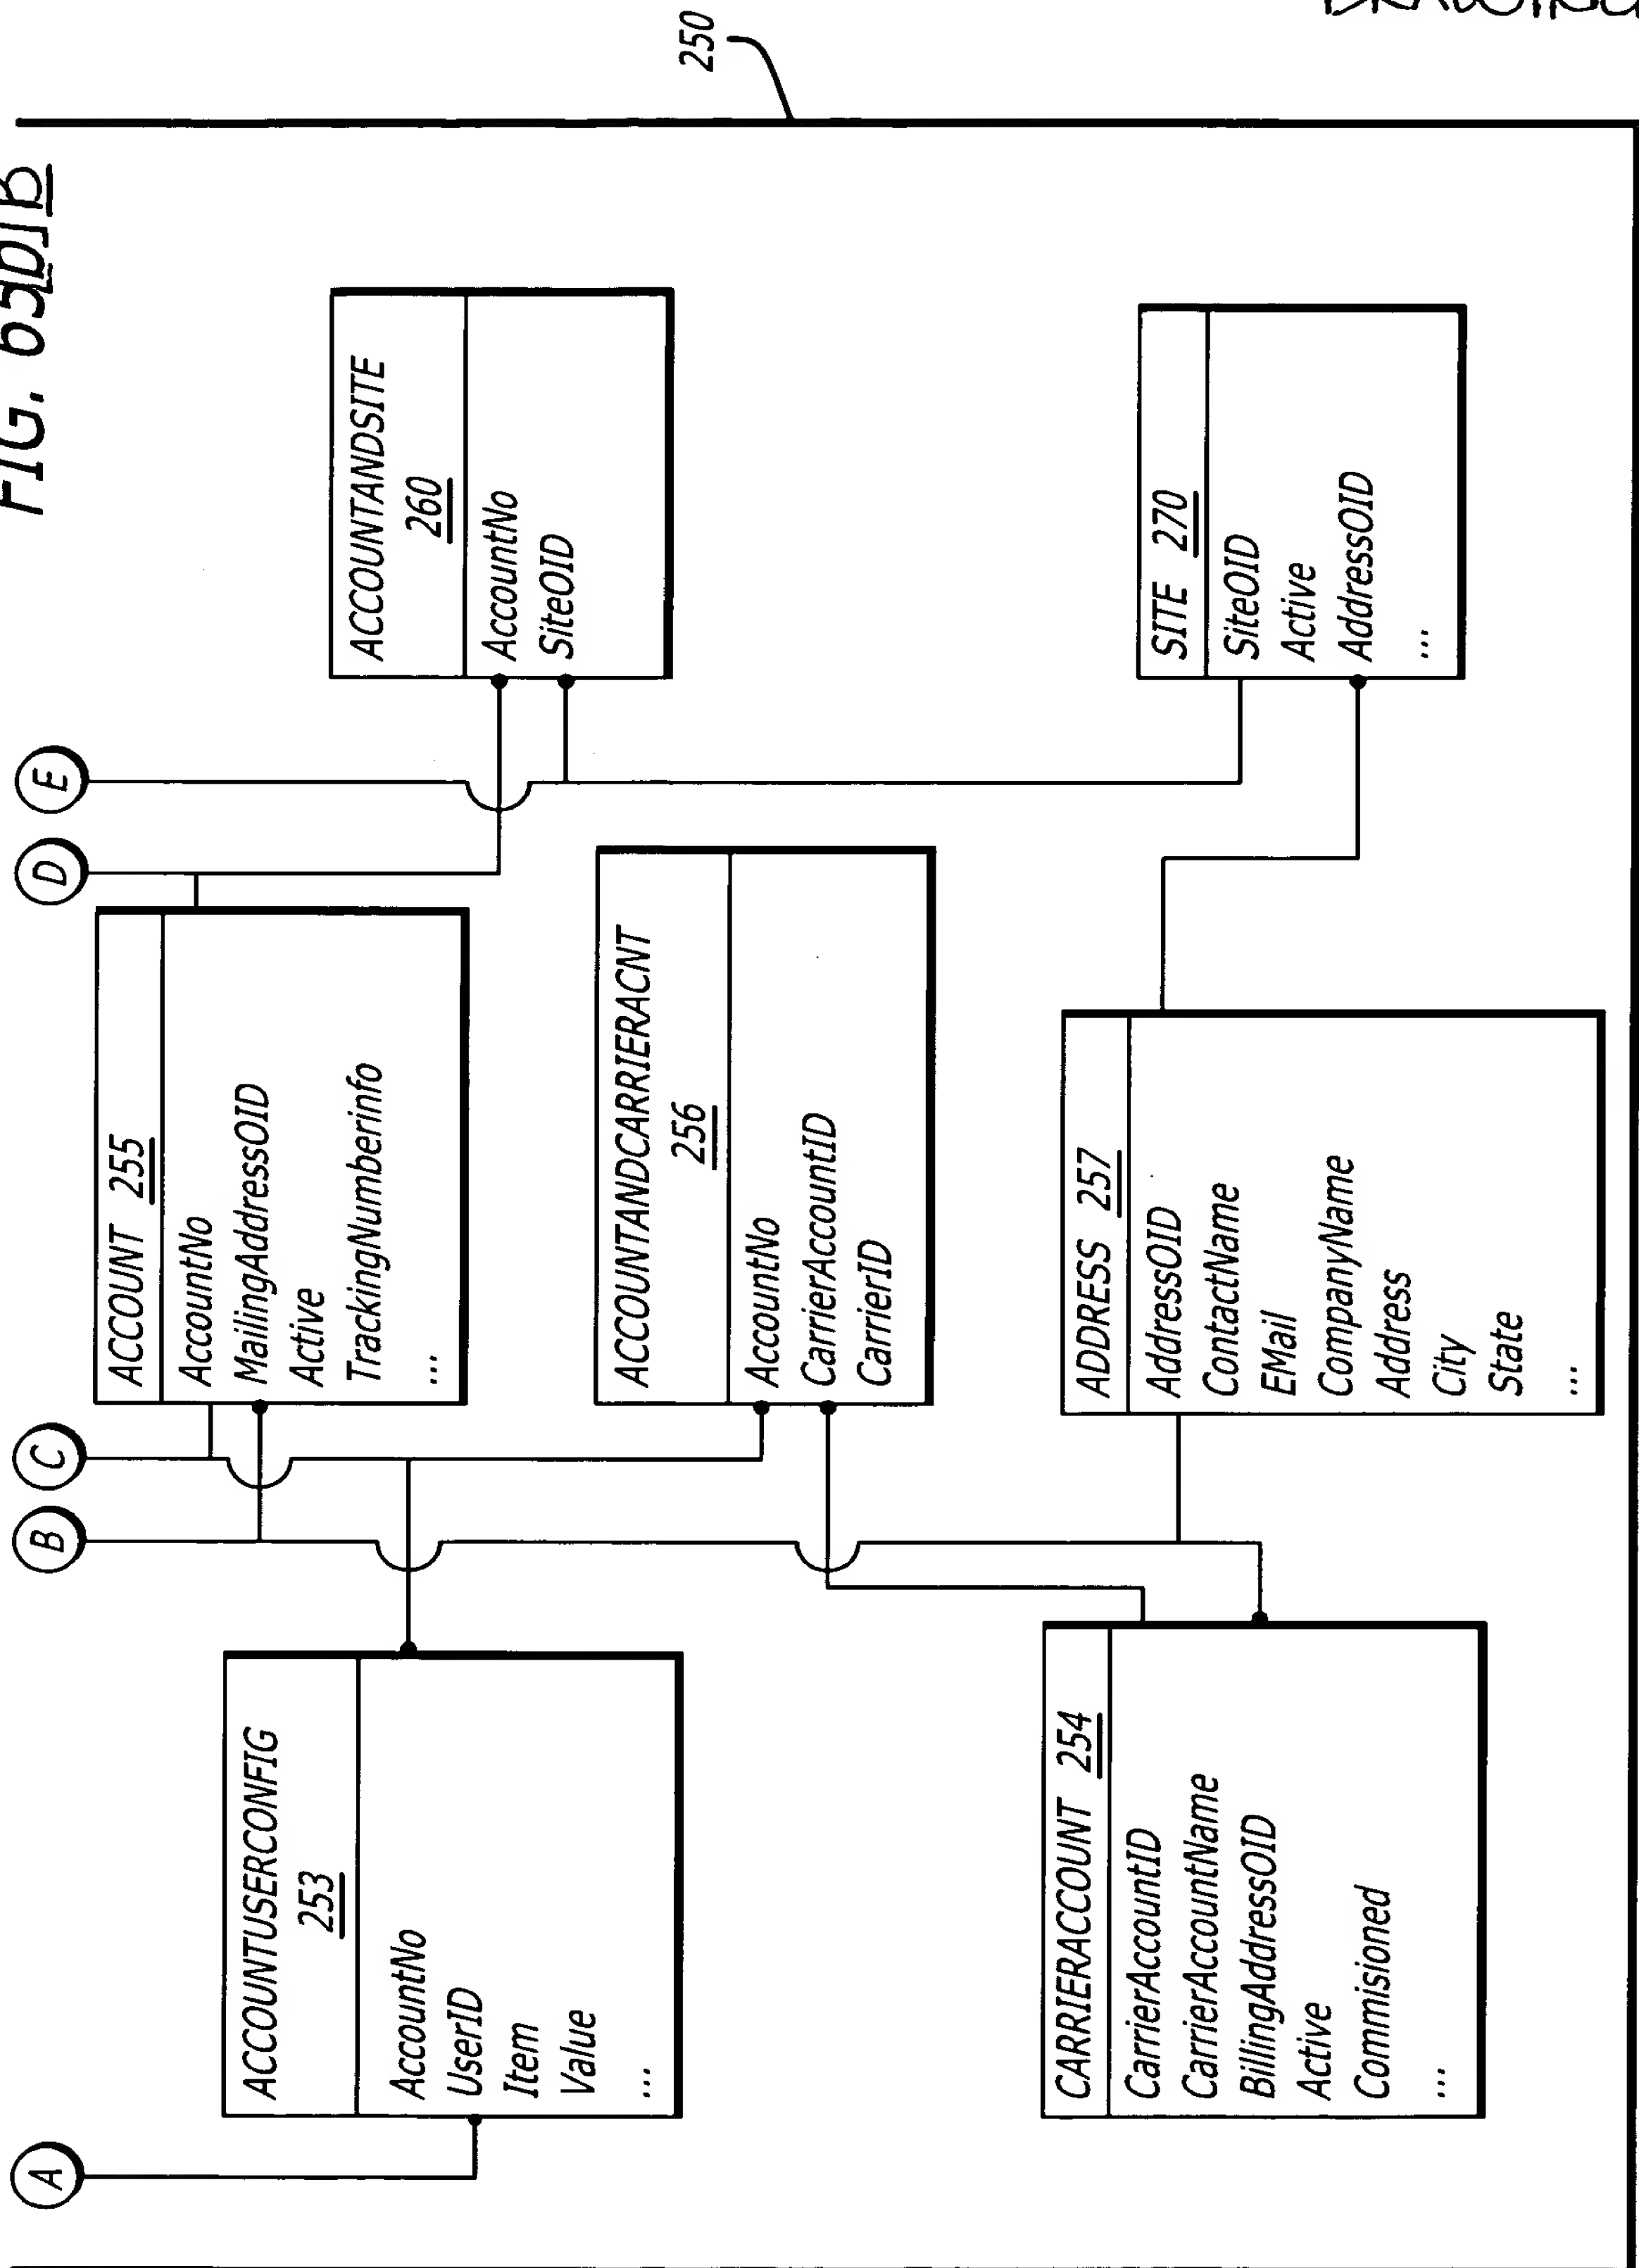 FIG. 65D1B
A
B
C
D
E
250
ACCOUNTUSERCONFIG
253
AccountNo
UserID
Item
Value
...
ACCOUNT 255
AccountNo
MailingAddressOID
Active
TrackingNumberinfo
...
ACCOUNTANDSITE
260
AccountNo
SiteOID
ACCOUNTANDCARRIERACNT
256
AccountNo
CarrierAccountID
CarrierID
CARRIERACCOUNT 254
CarrierAccountID
CarrierAccountName
BillingAddressOID
Active
Commisioned
...
ADDRESS 257
AddressOID
ContactName
EMail
CompanyName
Address
City
State
...
SITE 270
SiteOID
Active
AddressOID
...